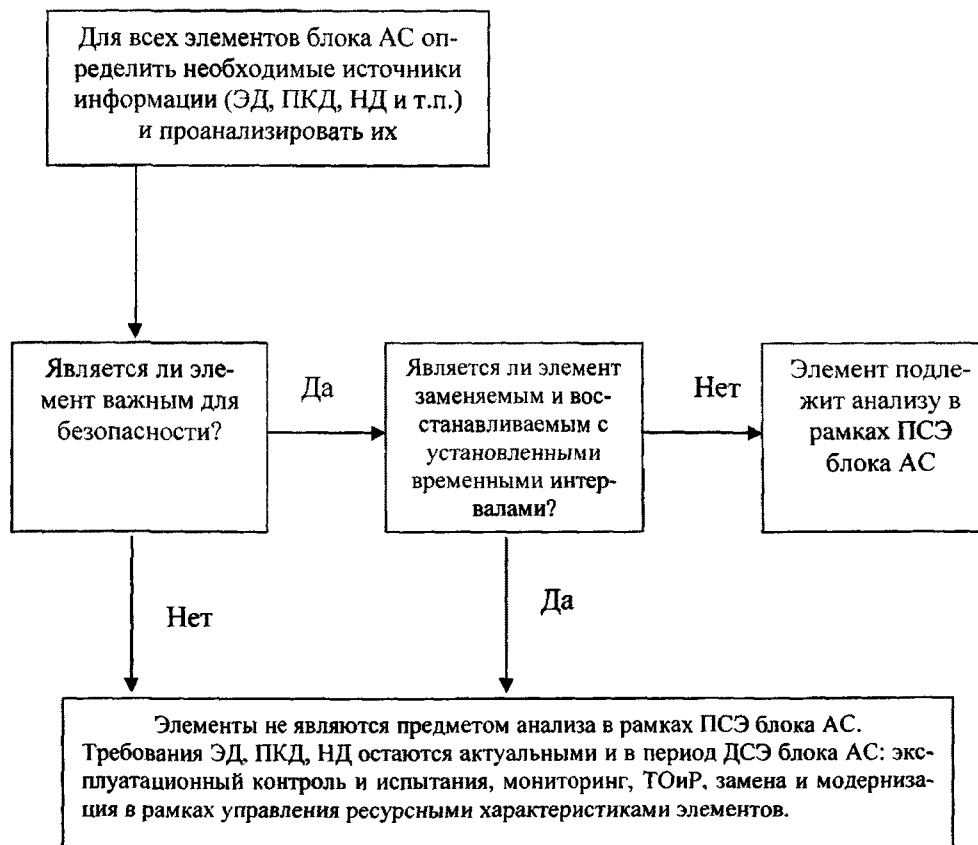 Для всех элементов блока АС оп-
ределить необходимые источники
информации (ЭД, ПКД, НД и т.п.)
и проанализировать их
Является ли эле-
мент важным для
безопасности?
Да
Является ли элемент
заменяемым и вос-
станавливаемым с
установленными
временными интер-
валами?
Нет
Элемент подле-
жит анализу в
рамках ПСЭ
блока АС
Нет
Да
Элементы не являются предметом анализа в рамках ПСЭ блока АС.
Требования ЭД, ПКД, НД остаются актуальными и в период ДСЭ блока АС: экс-
плуатационный контроль и испытания, мониторинг, ТОиР, замена и модерниза-
ция в рамках управления ресурсными характеристиками элементов.